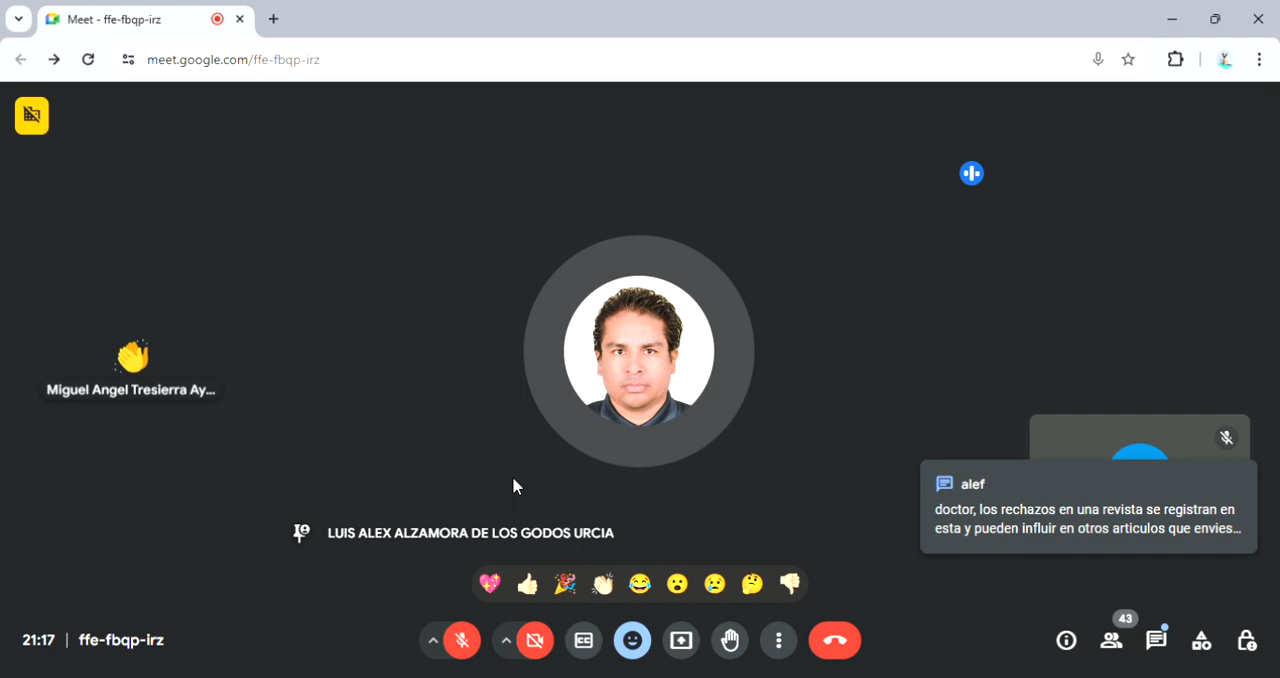 Meet - ffe-fbqp-irz
meet.google.com/ffe-fbqp-irz
Miguel Angel Tresierra Ay...
alef
doctor, los rechazos en una revista se registran en
esta y pueden influir en otros articulos que envies...
LUIS ALEX ALZAMORA DE LOS GODOS URCIA
21:17 | ffe-fbqp-irz
43